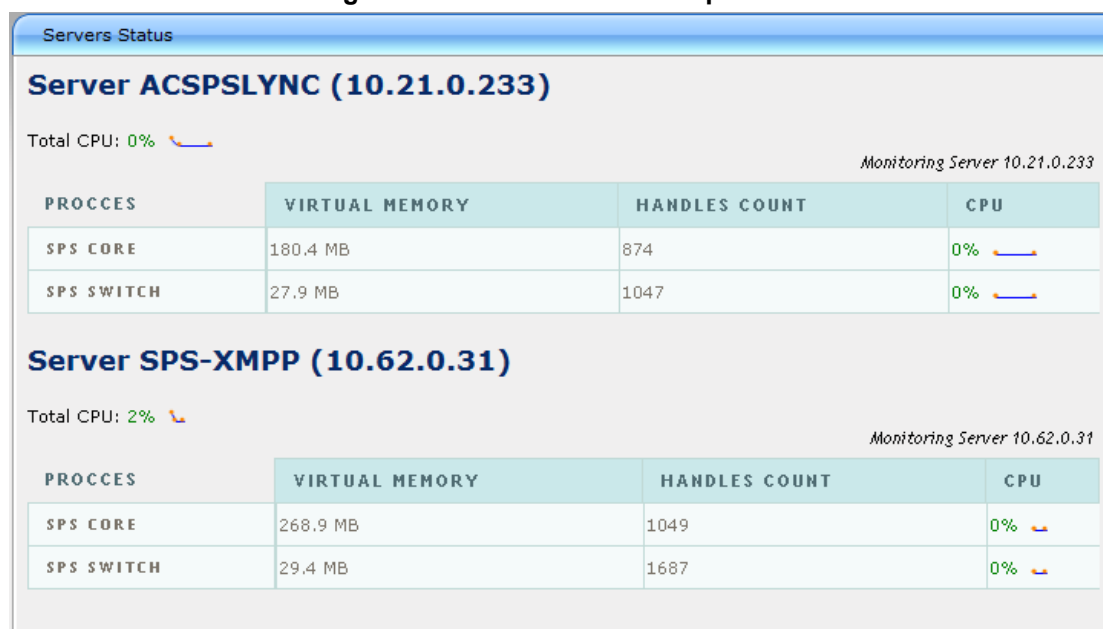 Servers Status
Server ACSPSLYNC (10.21.0.233)
Total CPU: 0%
Monitoring Server 10.21.0.233
PROCCES VIRTUAL MEMORY HANDLES COUNT CPU
SPS CORE 180.4 MB 874 0%
SPS SWITCH 27.9 MB 1047 0%
Server SPS-XMPP (10.62.0.31)
Total CPU: 2%
Monitoring Server 10.62.0.31
PROCCES VIRTUAL MEMORY HANDLES COUNT CPU
SPS CORE 268.9 MB 1049 0%
SPS SWITCH 29.4 MB 1687 0%